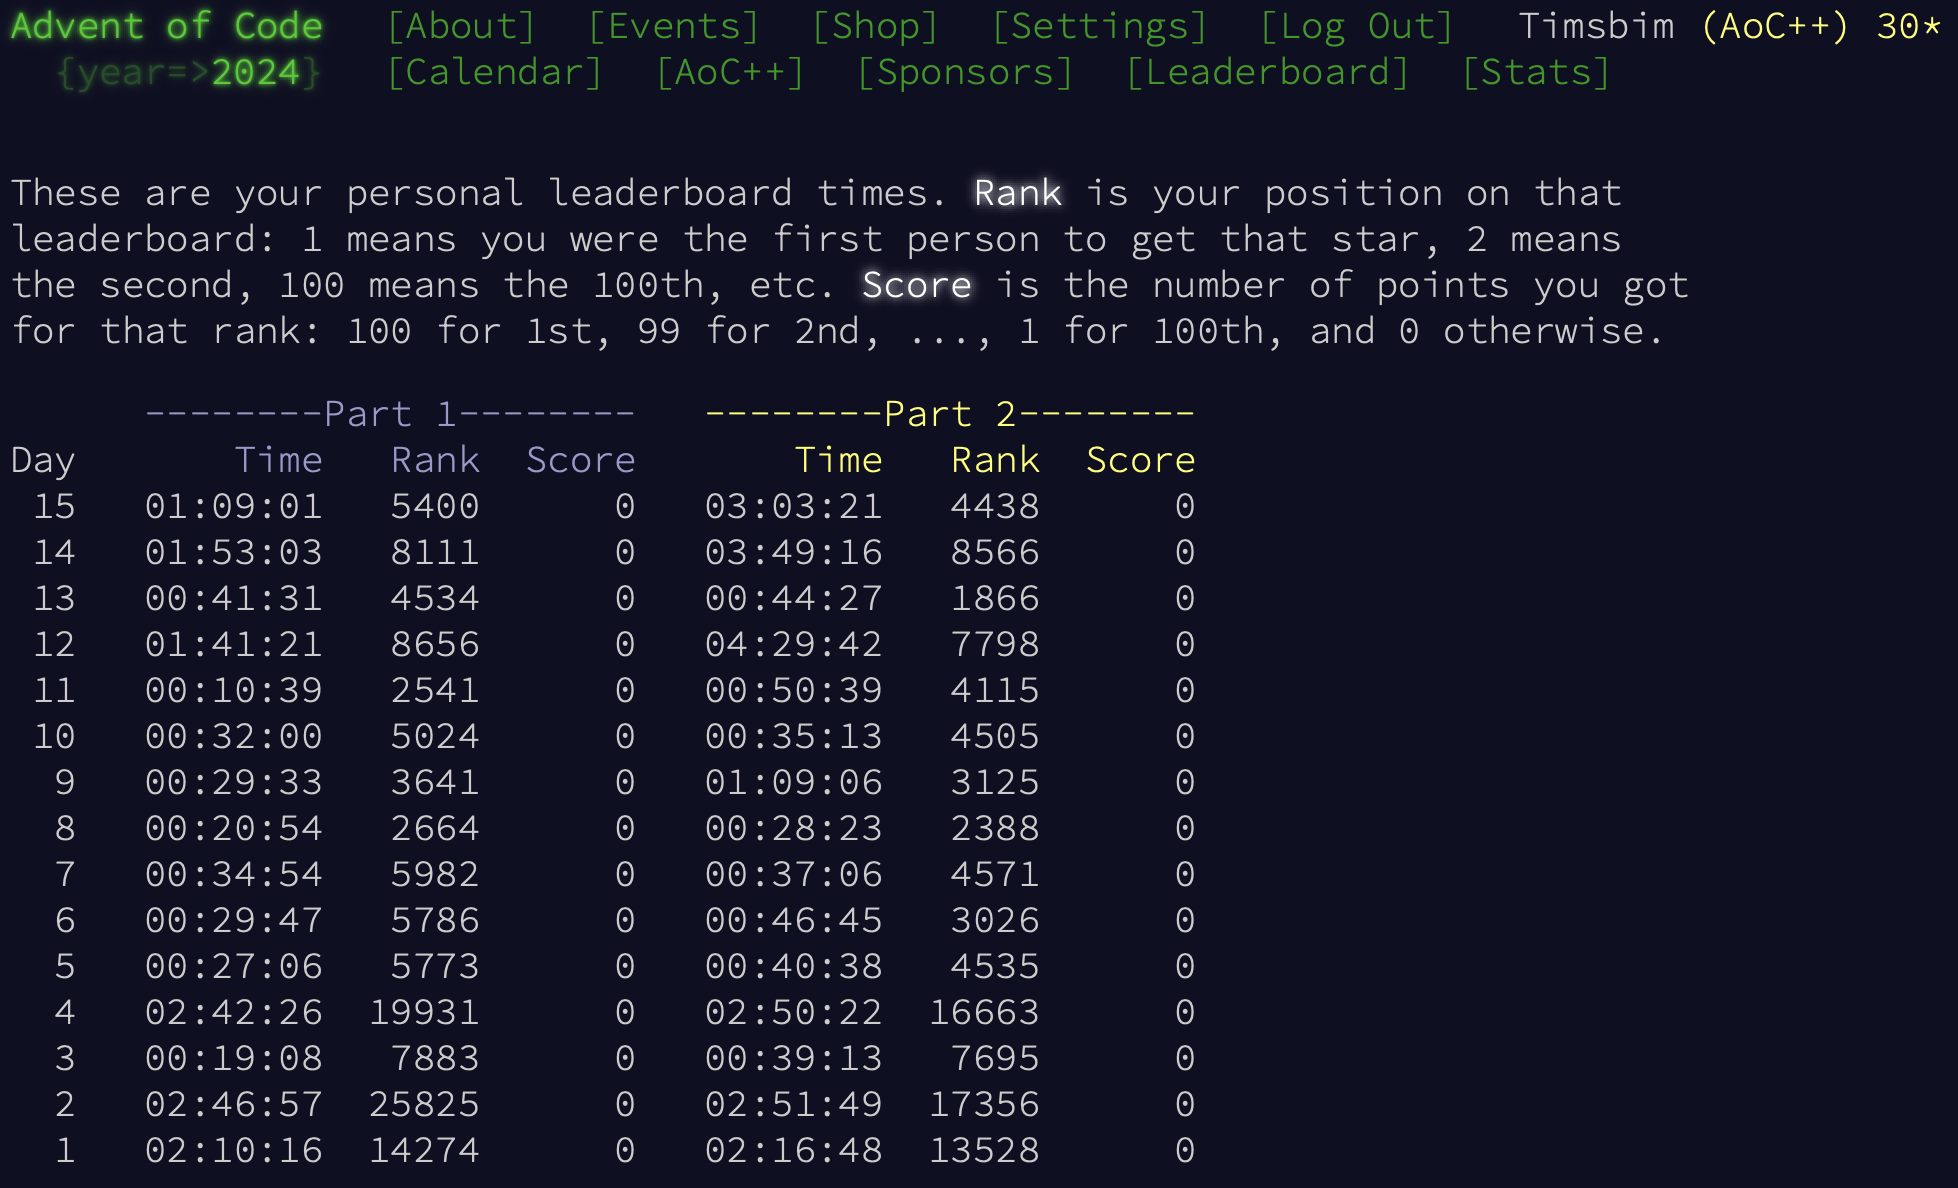 Advent of Code [About] [Events] [Shop] [Settings] [Log Out] Timsbim (AoC++) 30*
{year=>2024} [Calendar] [AoC++] [Sponsors] [Leaderboard] [Stats]
These are your personal leaderboard times. Rank is your position on that
leaderboard: 1 means you were the first person to get that star, 2 means
the second, 100 means the 100th, etc. Score is the number of points you got
for that rank: 100 for 1st, 99 for 2nd, ..., 1 for 100th, and 0 otherwise.
--------Part 1-------- --------Part 2--------
Day Time Rank Score Time Rank Score
15 01:09:01 5400 0 03:03:21 4438 0
14 01:53:03 8111 0 03:49:16 8566 0
13 00:41:31 4534 0 00:44:27 1866 0
12 01:41:21 8656 0 04:29:42 7798 0
11 00:10:39 2541 0 00:50:39 4115 0
10 00:32:00 5024 0 00:35:13 4505 0
9 00:29:33 3641 0 01:09:06 3125 0
8 00:20:54 2664 0 00:28:23 2388 0
7 00:34:54 5982 0 00:37:06 4571 0
6 00:29:47 5786 0 00:46:45 3026 0
5 00:27:06 5773 0 00:40:38 4535 0
4 02:42:26 19931 0 02:50:22 16663 0
3 00:19:08 7883 0 00:39:13 7695 0
2 02:46:57 25825 0 02:51:49 17356 0
1 02:10:16 14274 0 02:16:48 13528 0